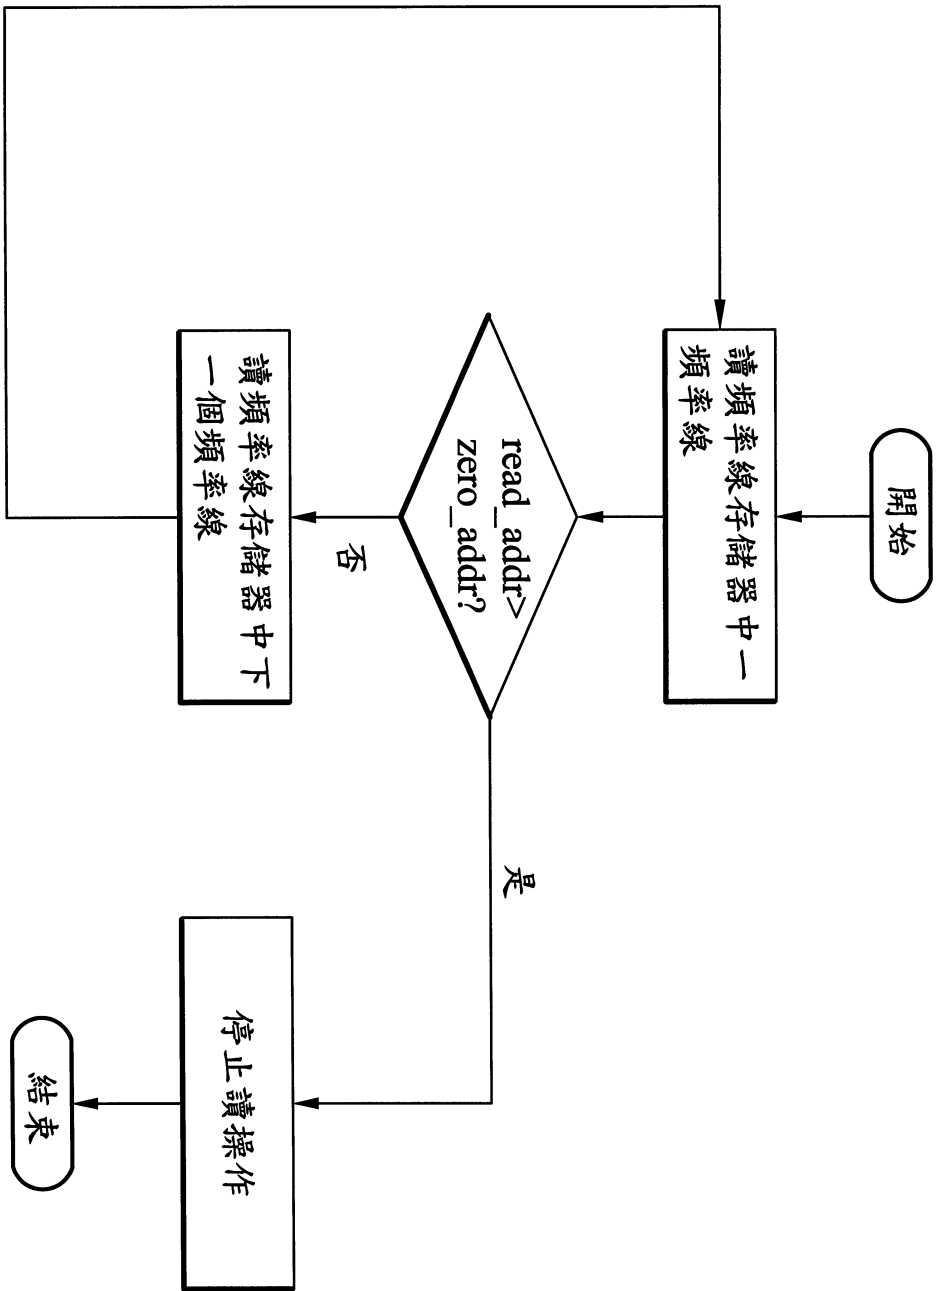 開始
讀頻率線存儲器中一
頻率線
read_addr>
zero_addr?
否
是
讀頻率線存儲器中下
一個頻率線
停止讀操作
結束